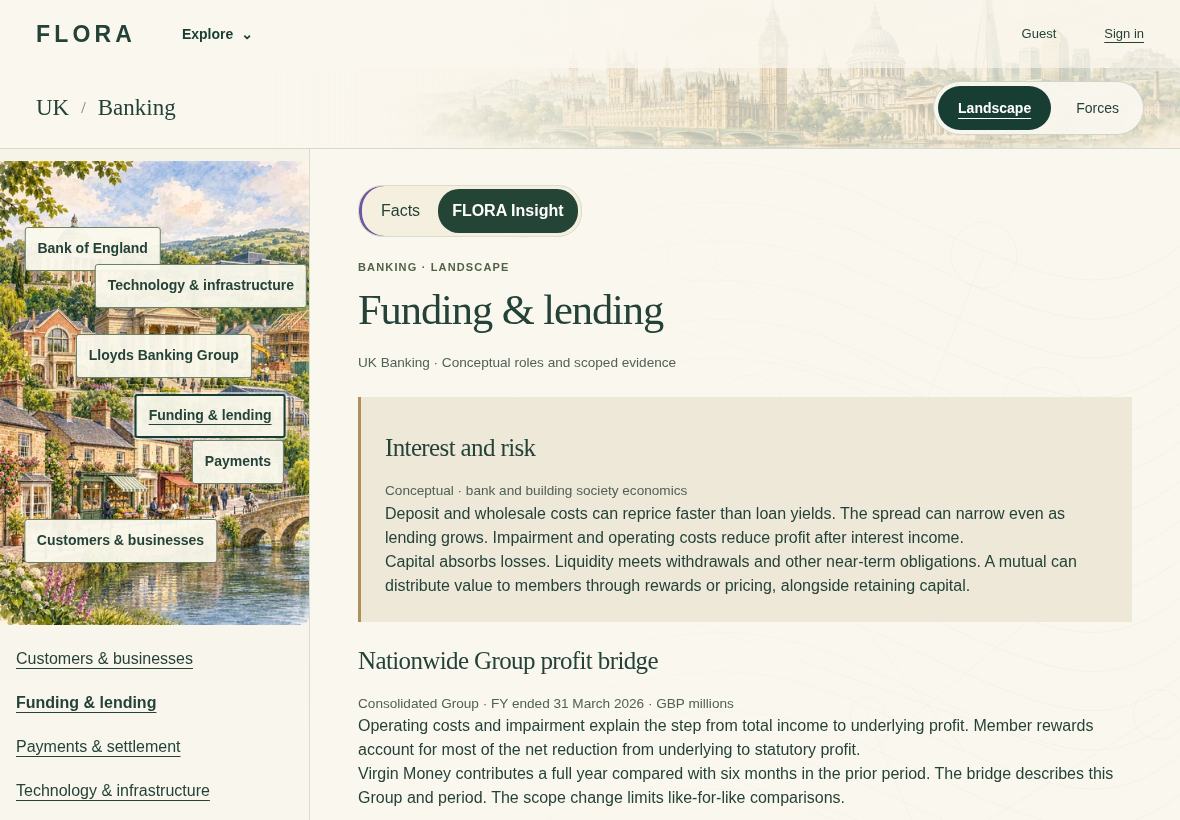 FLORA
Explore
Guest
Sign in
UK / Banking
Landscape
Forces
Bank of England
Technology & infrastructure
Lloyds Banking Group
Funding & lending
Payments
Customers & businesses
Customers & businesses
Funding & lending
Payments & settlement
Technology & infrastructure
Facts
FLORA Insight
BANKING · LANDSCAPE
Funding & lending
UK Banking · Conceptual roles and scoped evidence
Interest and risk
Conceptual · bank and building society economics
Deposit and wholesale costs can reprice faster than loan yields. The spread can narrow even as
lending grows. Impairment and operating costs reduce profit after interest income.
Capital absorbs losses. Liquidity meets withdrawals and other near-term obligations. A mutual can
distribute value to members through rewards or pricing, alongside retaining capital.
Nationwide Group profit bridge
Consolidated Group · FY ended 31 March 2026 · GBP millions
Operating costs and impairment explain the step from total income to underlying profit. Member rewards
account for most of the net reduction from underlying to statutory profit.
Virgin Money contributes a full year compared with six months in the prior period. The bridge describes this
Group and period. The scope change limits like-for-like comparisons.